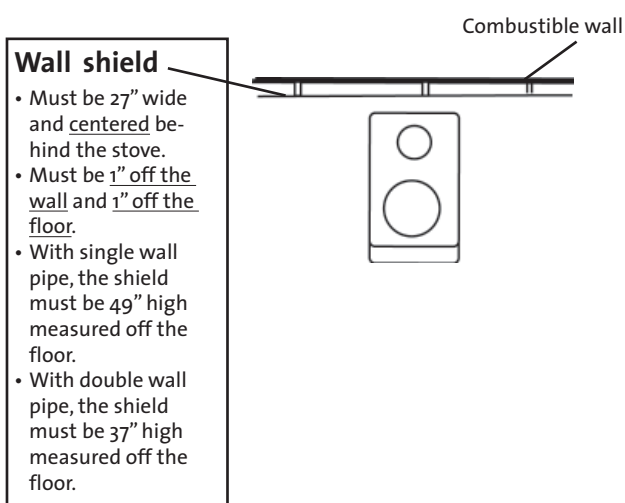 Combustible wall
Wall shield
• Must be 27” wide
and centered be-
hind the stove.
• Must be 1” off the
wall and 1” off the
floor.
• With single wall
pipe, the shield
must be 49” high
measured off the
floor.
• With double wall
pipe, the shield
must be 37” high
measured off the
floor.